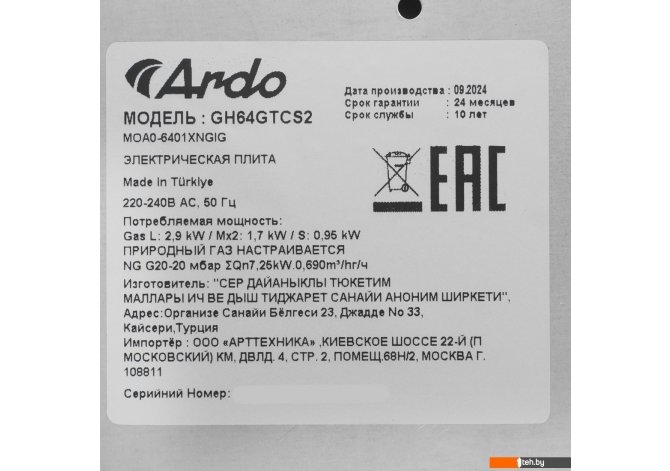 Ardo
Дата производства : 09.2024
Срок гарантии : 24 месяцев
Срок службы : 10 лет
МОДЕЛЬ : GH64GTCS2
MOA0-6401XNGIG
ЭЛЕКТРИЧЕСКАЯ ПЛИТА
Made in Türkiye
220-240В AC, 50 Гц
EAC
Потребляемая мощность:
Gas L: 2,9 kW / Mx2: 1,7 kW / S: 0,95 kW
ПРИРОДНЫЙ ГАЗ НАСТРАИВАЕТСЯ
NG G20-20 мбар ΣQn7,25kW.0,690m³/hr/ч
Изготовитель: "СЕР ДАЙАНЫКЛЫ ТЮКЕТИМ
МАЛЛАРЫ ИЧ ВЕ ДЫШ ТИДЖАРЕТ САНАЙИ АНОНИМ ШИРКЕТИ",
Адрес:Организе Санайи Бёлгеси 23, Джадде No 33,
Кайсери,Турция
Импортёр : ООО «АРТТЕХНИКА» ,КИЕВСКОЕ ШОССЕ 22-Й (П
МОСКОВСКИЙ) КМ, ДВЛД. 4, СТР. 2, ПОМЕЩ.68Н/2, МОСКВА Г.
108811
Серийный Номер:
1teh.by